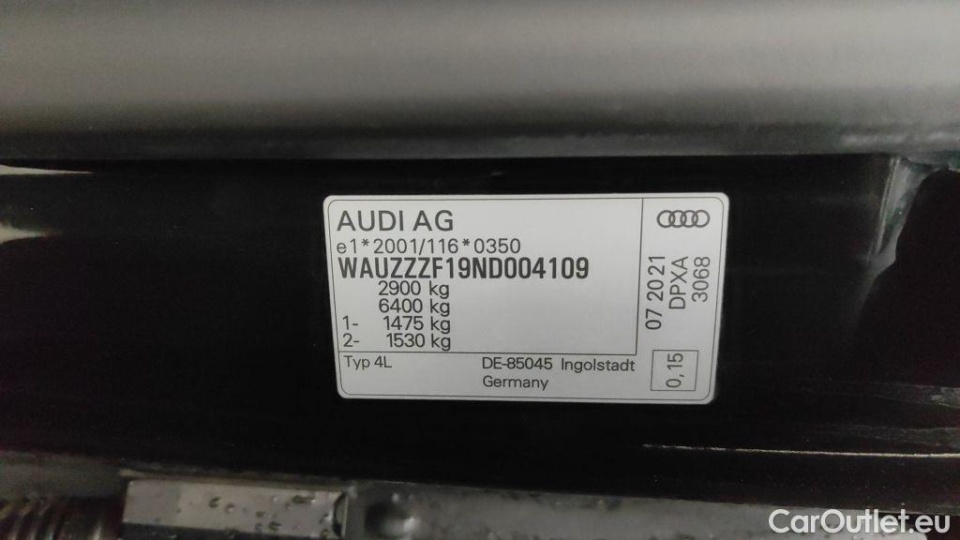 AUDI AG
e1*2001/116*0350
WAUZZZF19ND004109
2900 kg
6400 kg
1- 1475 kg
2- 1530 kg
Typ 4L
DE-85045 Ingolstadt
Germany
07 2021
DPXA
3068
0,15
CarOutlet.eu